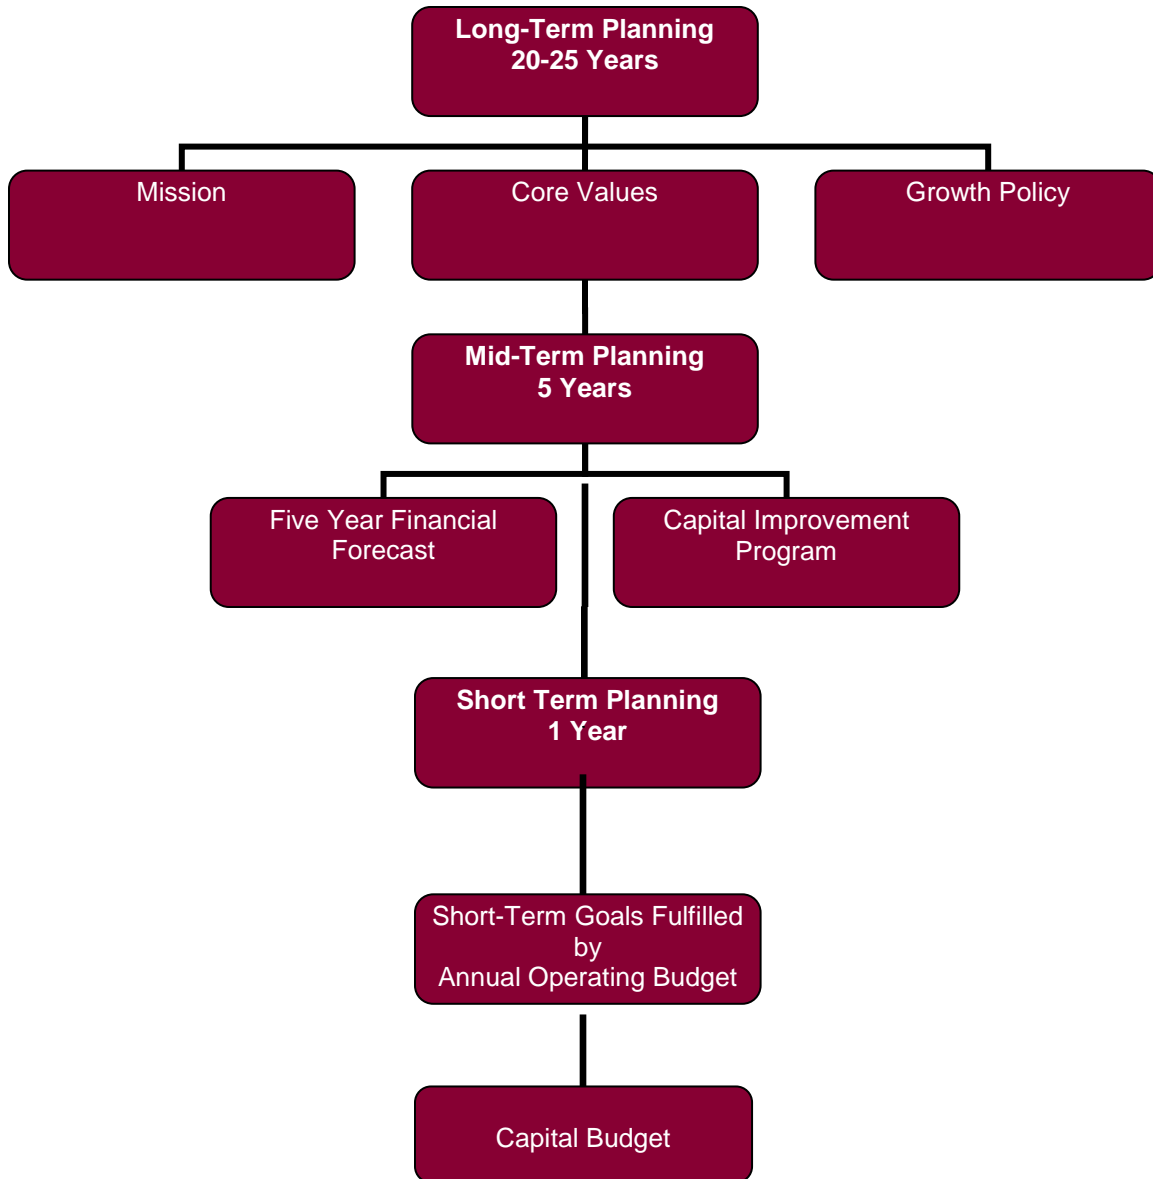 Long-Term Planning
20-25 Years
Mission
Core Values
Growth Policy
Mid-Term Planning
5 Years
Five Year Financial
Forecast
Capital Improvement
Program
Short Term Planning
1 Year
Short-Term Goals Fulfilled
by
Annual Operating Budget
Capital Budget